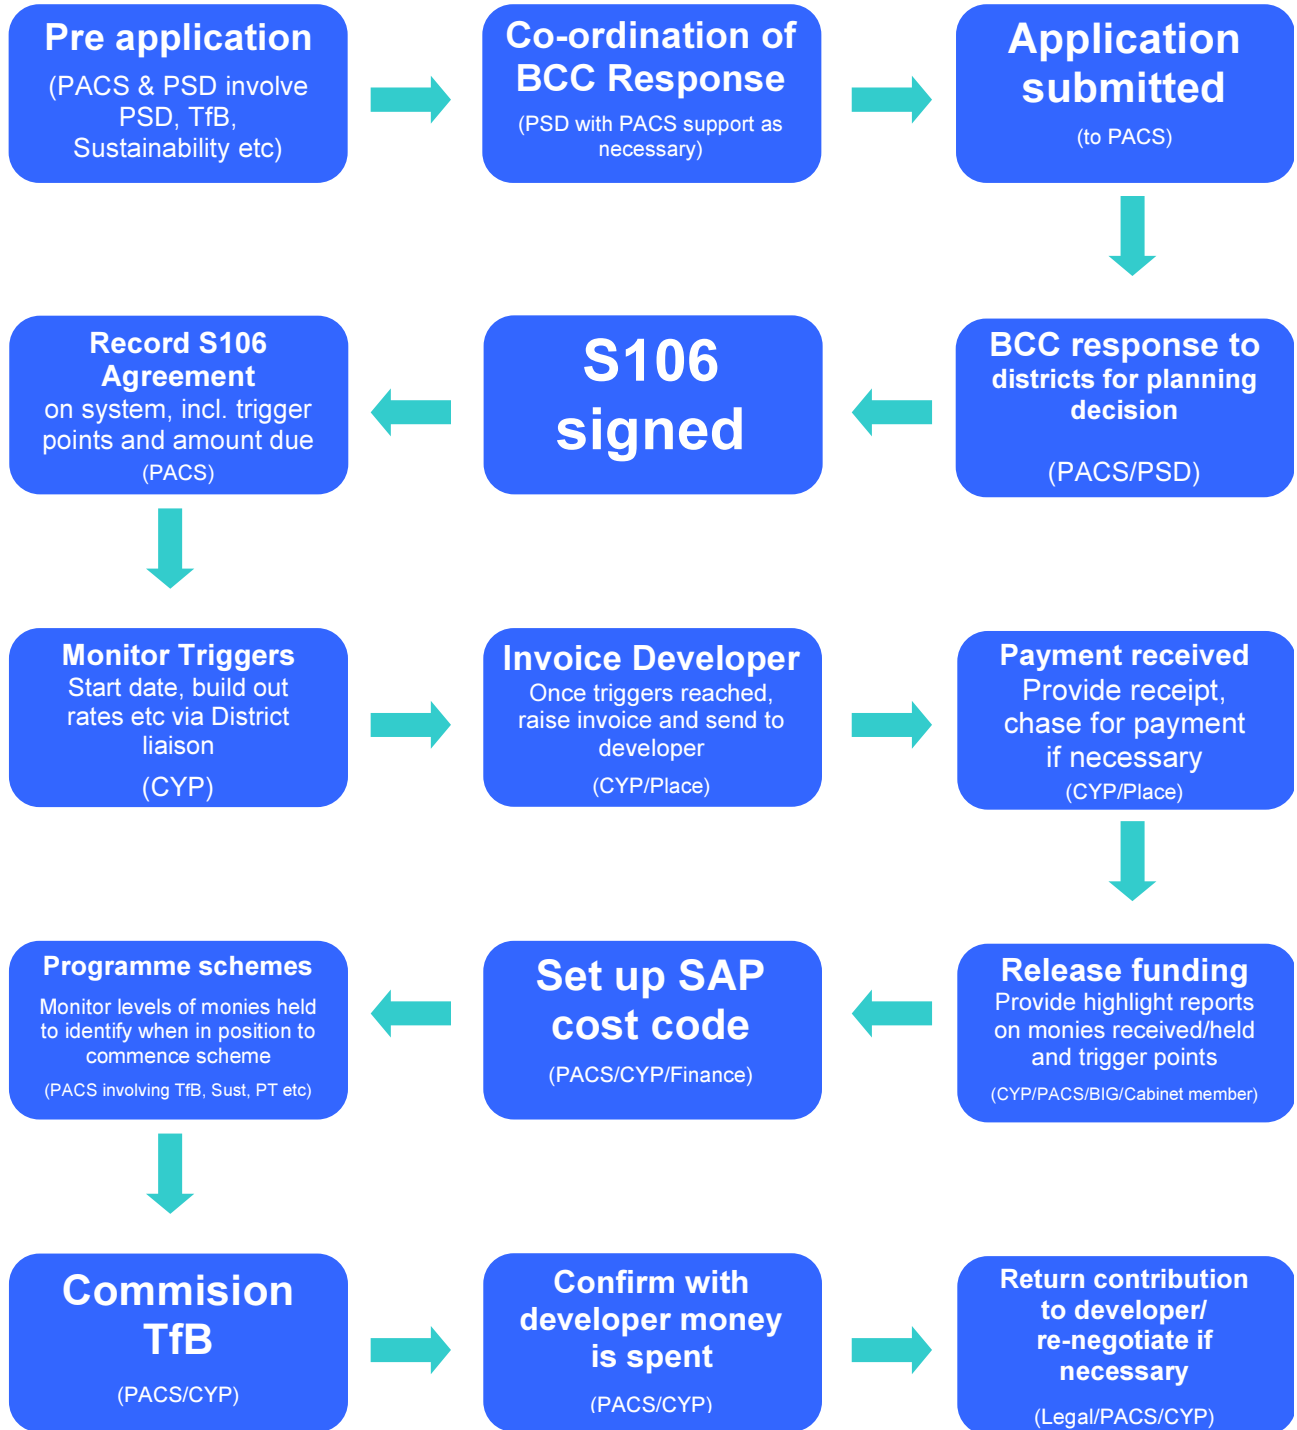 Pre application
(PACS & PSD involve
PSD, TfB,
Sustainability etc)
Co-ordination of
BCC Response
(PSD with PACS support as
necessary)
Application
submitted
(to PACS)
BCC response to
districts for planning
decision
(PACS/PSD)
S106
signed
Record S106
Agreement
on system, incl. trigger
points and amount due
(PACS)
Monitor Triggers
Start date, build out
rates etc via District
liaison
(CYP)
Invoice Developer
Once triggers reached,
raise invoice and send to
developer
(CYP/Place)
Payment received
Provide receipt,
chase for payment
if necessary
(CYP/Place)
Release funding
Provide highlight reports
on monies received/held
and trigger points
(CYP/PACS/BIG/Cabinet member)
Set up SAP
cost code
(PACS/CYP/Finance)
Programme schemes
Monitor levels of monies held
to identify when in position to
commence scheme
(PACS involving TfB, Sust, PT etc)
Commision
TfB
(PACS/CYP)
Confirm with
developer money
is spent
(PACS/CYP)
Return contribution
to developer/
re-negotiate if
necessary
(Legal/PACS/CYP)